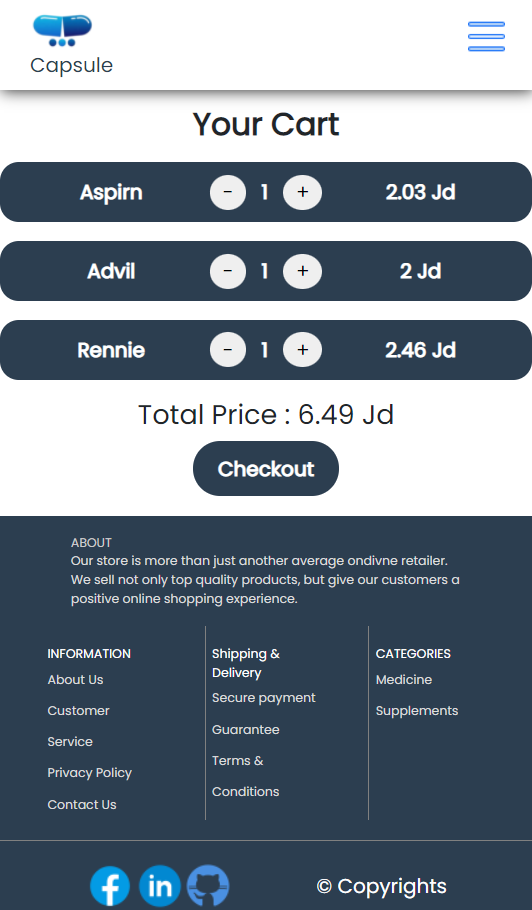 Capsule
Your Cart
Aspirn - 1 + 2.03 Jd
Advil - 1 + 2 Jd
Rennie - 1 + 2.46 Jd
Total Price : 6.49 Jd
Checkout
ABOUT
Our store is more than just another average ondivne retailer.
We sell not only top quality products, but give our customers a
positive online shopping experience.
INFORMATION
About Us
Customer
Service
Privacy Policy
Contact Us
Shipping &
Delivery
Secure payment
Guarantee
Terms &
Conditions
CATEGORIES
Medicine
Supplements
f in © Copyrights